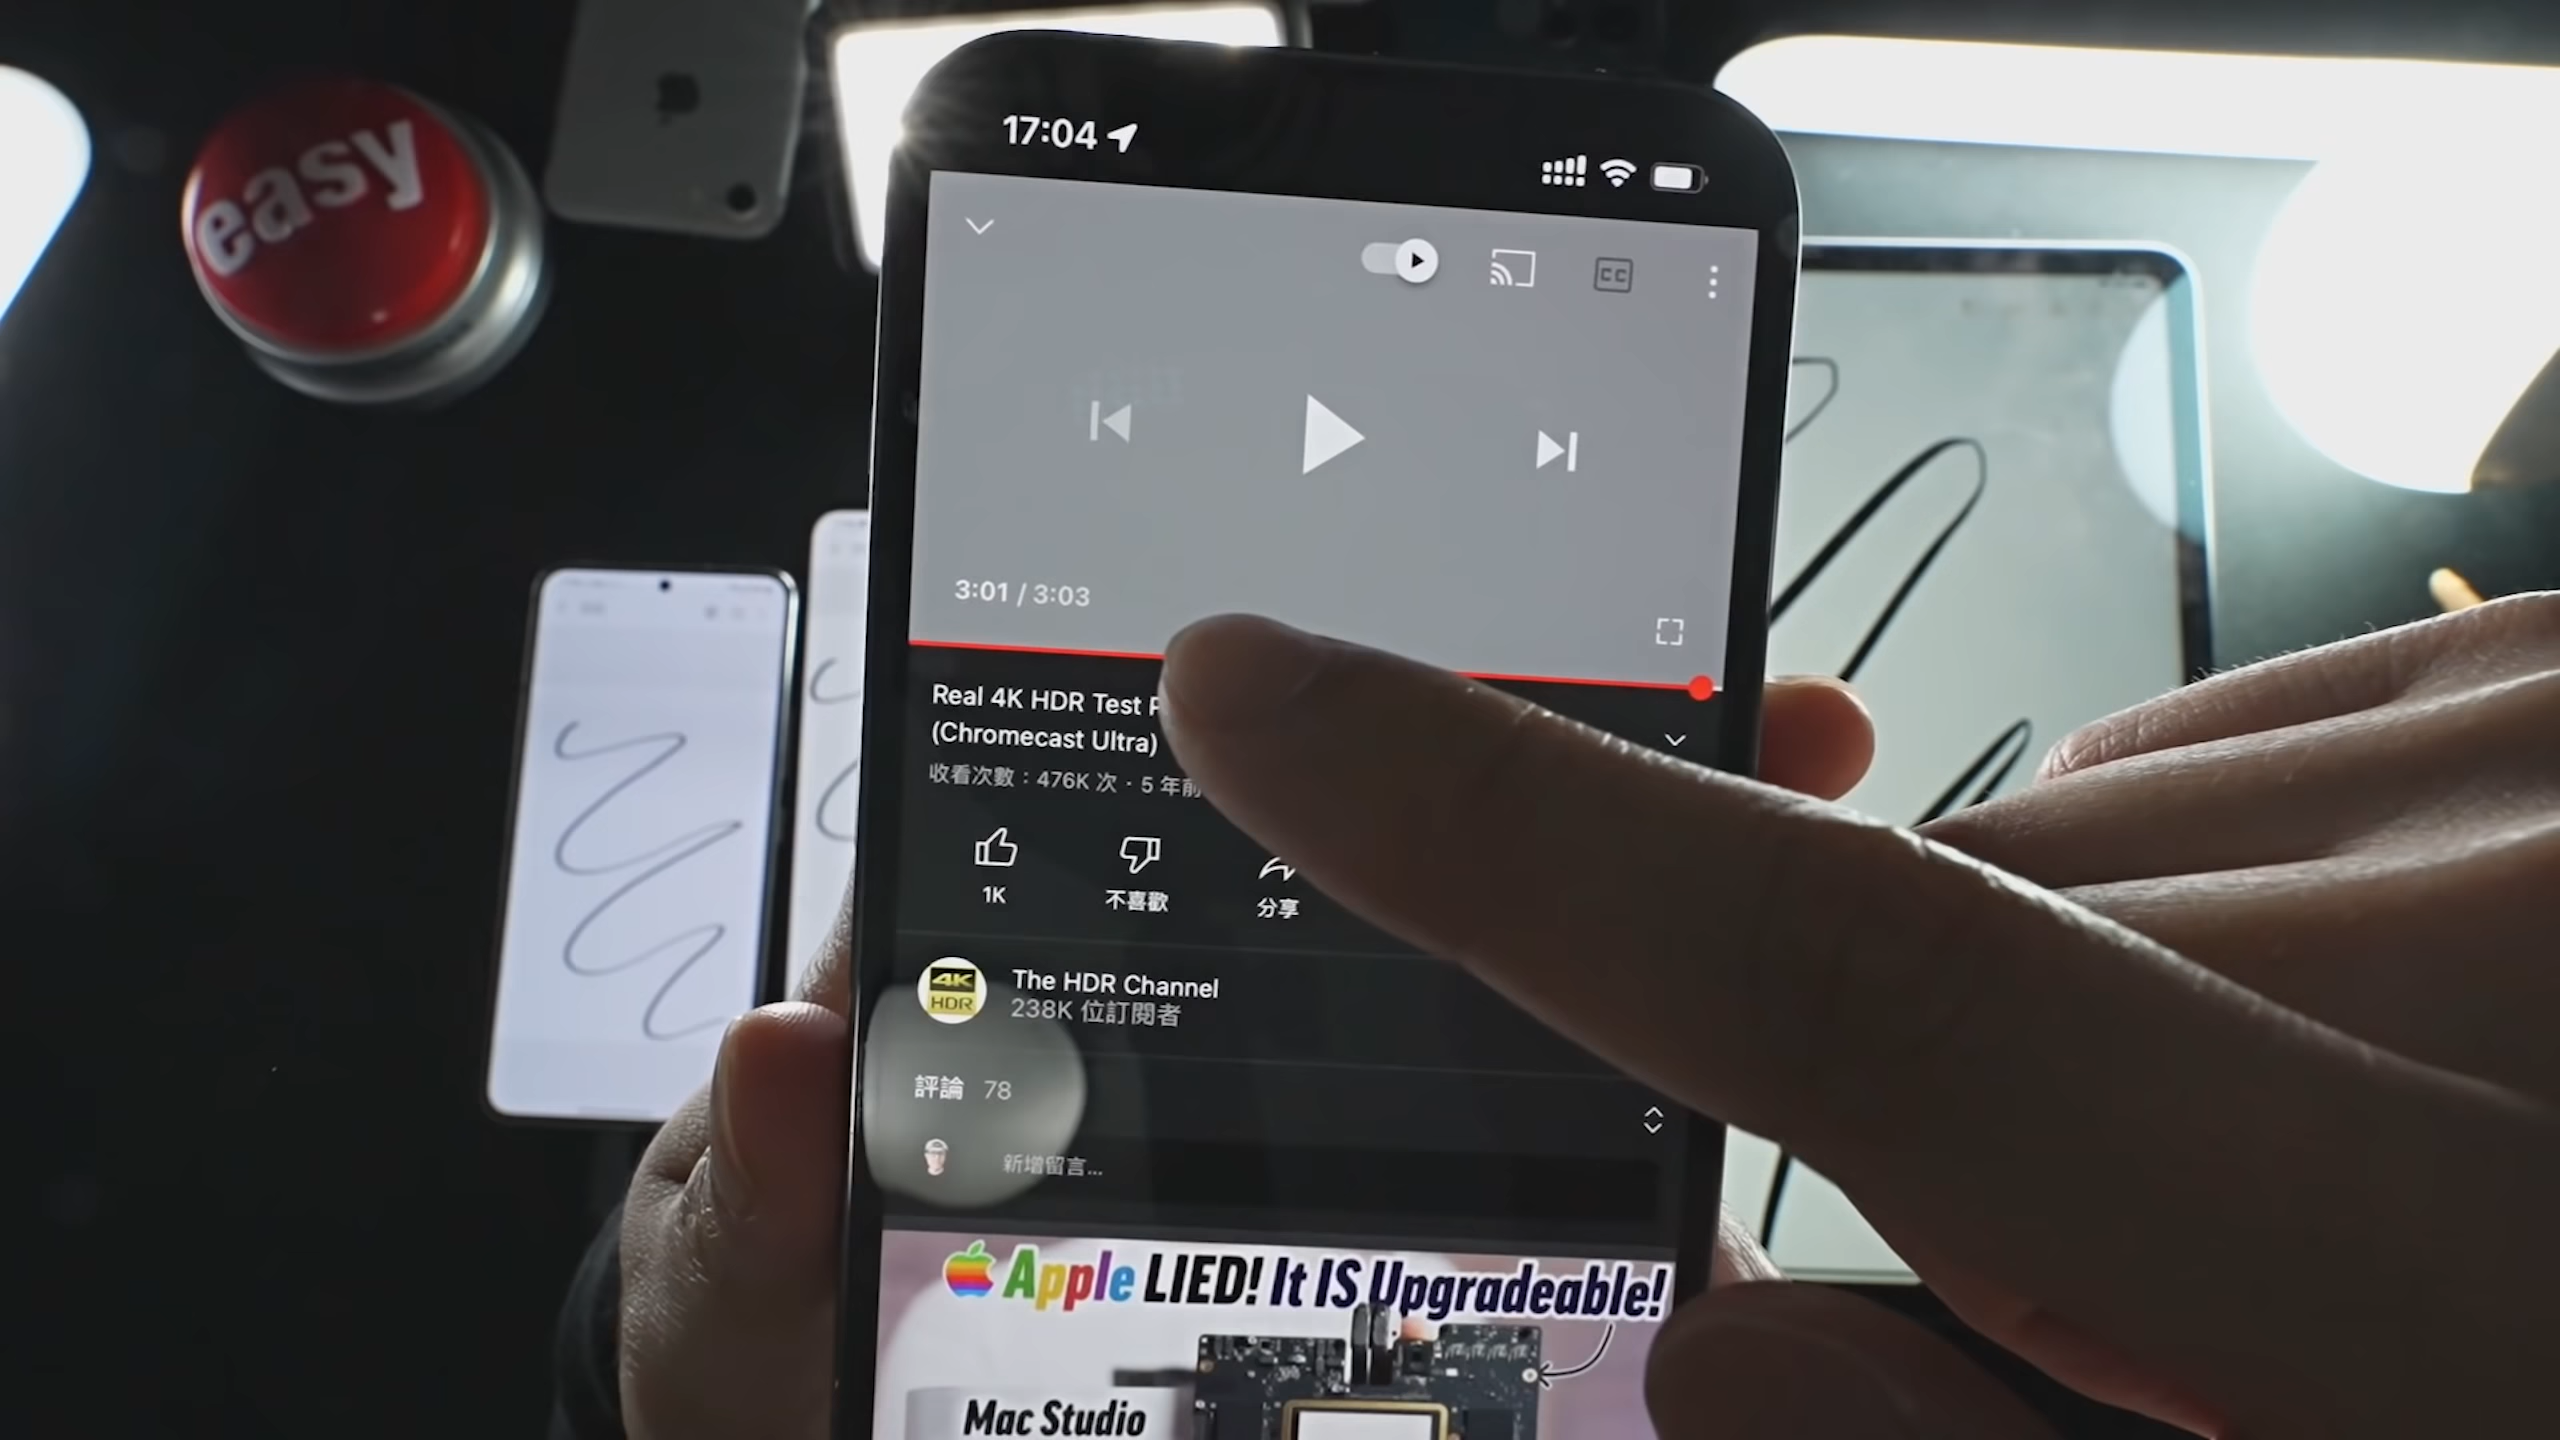 easy
17:04
CC
3:01 / 3:03
Real 4K HDR Test
(Chromecast Ultra)
收看次數：476K 次 · 5 年前
1K
不喜歡
分享
4K
HDR
The HDR Channel
238K 位訂閱者
評論 78
新增留言...
Apple LIED! It IS Upgradeable!
Mac Studio